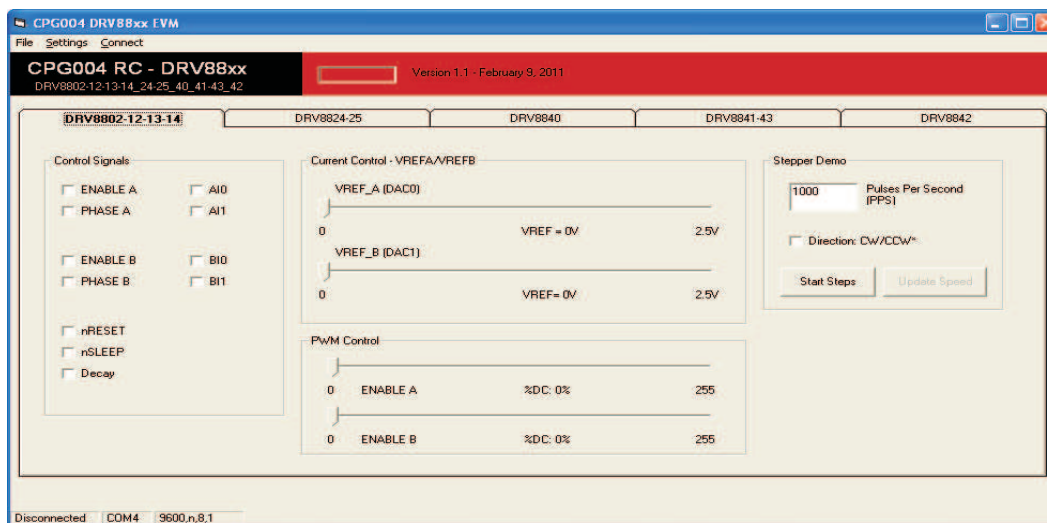 CPG004 DRV88xx EVM
File Settings Connect
CPG004 RC - DRV88xx
DRV8802-12-13-14_24-25_40_41-43_42
Version 1.1 - February 9, 2011
DRV8802-12-13-14
DRV8824-25
DRV8840
DRV8841-43
DRV8842
Control Signals
ENABLE A
AI0
PHASE A
AI1
ENABLE B
BI0
PHASE B
BI1
nRESET
nSLEEP
Decay
Current Control - VREFA/VREFB
VREF_A (DAC0)
0 VREF = 0V 2.5V
VREF_B (DAC1)
0 VREF= 0V 2.5V
PWM Control
0 ENABLE A %DC: 0% 255
0 ENABLE B %DC: 0% 255
Stepper Demo
1000
Pulses Per Second
(PPS)
Direction: CW/CCW*
Start Steps
Update Speed
Disconnected COM4 9600,n,8,1